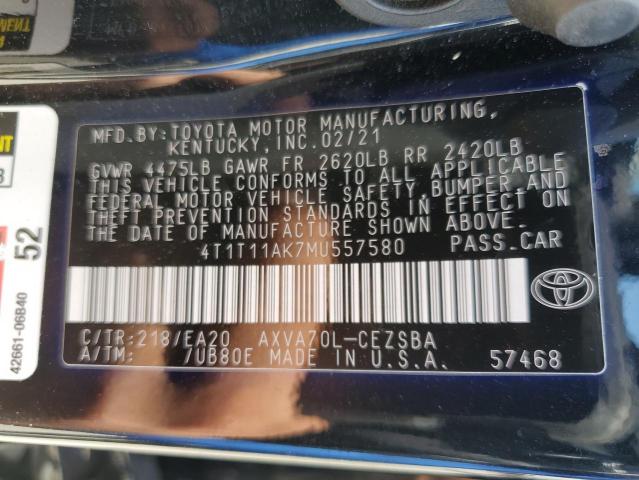 MFD.BY:TOYOTA MOTOR MANUFACTURING,
KENTUCKY,INC.02/21
GVWR 4475LB GAWR FR 2620LB RR 2420LB
THIS VEHICLE CONFORMS TO ALL APPLICABLE
FEDERAL MOTOR VEHICLE SAFETY, BUMPER,AND
THEFT PREVENTION STANDARDS IN EFFECT ON
THE DATE OF MANUFACTURE SHOWN ABOVE.
4T1T11AK7MU557580 PASS.CAR
C/TR:218/EA20 AXVA70L-CEZSBA
A/TM: 7UB80E MADE IN U.S.A. 57468
52
42661-06B40